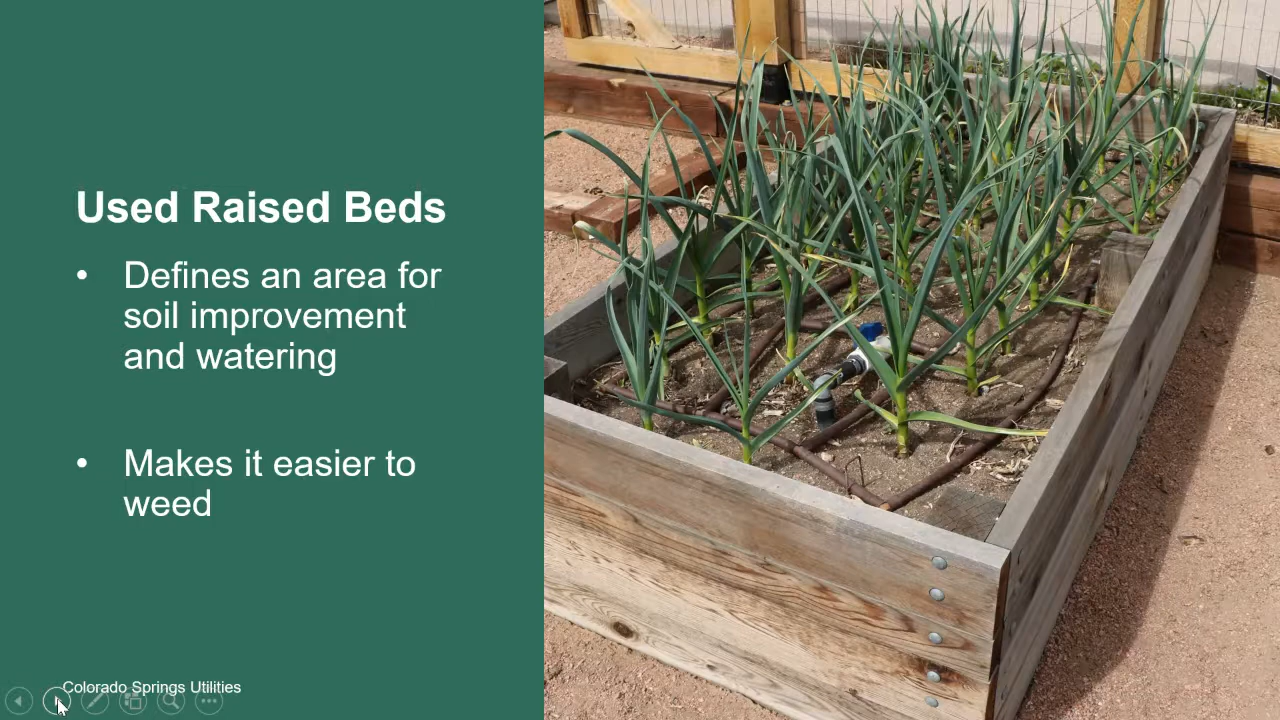 Used Raised Beds
• Defines an area for
soil improvement
and watering
• Makes it easier to
weed
Colorado Springs Utilities